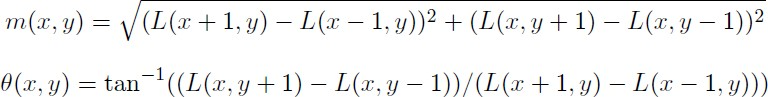 m(x, y) = √(L(x + 1, y) − L(x − 1, y))² + (L(x, y + 1) − L(x, y − 1))²
θ(x, y) = tan⁻¹((L(x, y + 1) − L(x, y − 1))/(L(x + 1, y) − L(x − 1, y)))